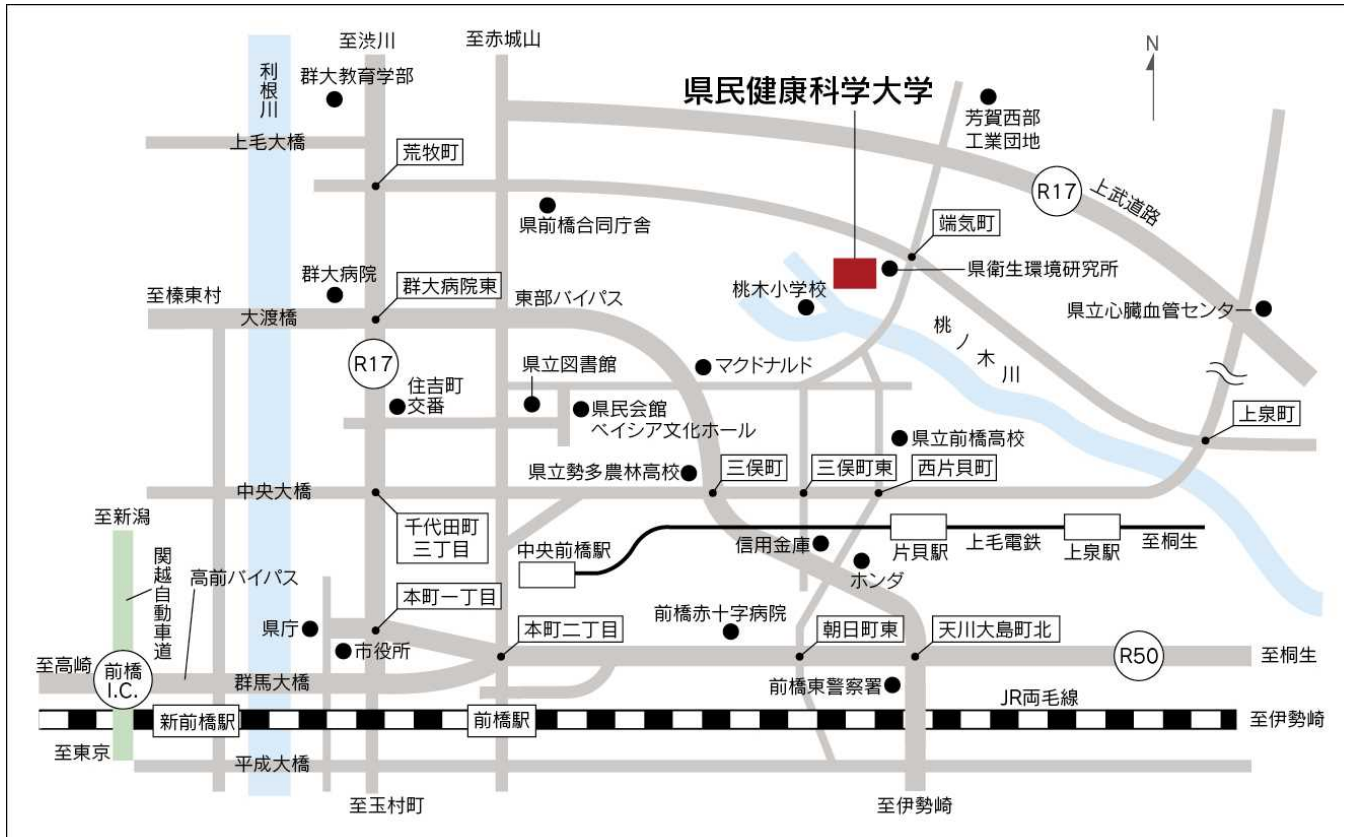 至渋川
至赤城山
N
利根川
群大教育学部
県民健康科学大学
芳賀西部
工業団地
上毛大橋
荒牧町
R17
上武道路
県前橋合同庁舎
端気町
群大病院
県衛生環境研究所
至榛東村
群大病院東
東部バイパス
桃木小学校
大渡橋
県立心臓血管センター
桃ノ木川
R17
県立図書館
マクドナルド
住吉町
交番
県民会館
ベイシア文化ホール
上泉町
県立前橋高校
県立勢多農林高校
三俣町
三俣町東
西片貝町
中央大橋
至新潟
千代田町
三丁目
中央前橋駅
信用金庫
片貝駅
上毛電鉄
上泉駅
至桐生
関越自動車道
高前バイパス
ホンダ
本町一丁目
前橋赤十字病院
県庁
本町二丁目
朝日町東
天川大島町北
市役所
至高崎
前橋
I.C.
R50
至桐生
群馬大橋
前橋東警察署
JR両毛線
新前橋駅
前橋駅
至伊勢崎
至東京
平成大橋
至玉村町
至伊勢崎